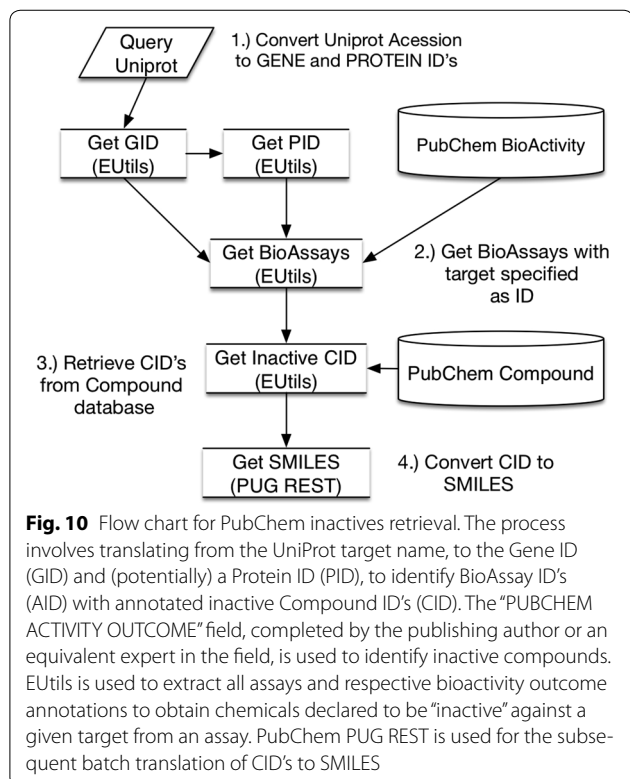 Query
Uniprot
1.) Convert Uniprot Acession
to GENE and PROTEIN ID's
Get GID
(EUtils)
Get PID
(EUtils)
PubChem BioActivity
Get BioAssays
(EUtils)
2.) Get BioAssays with
target specified
as ID
3.) Retrieve CID's
from Compound
database
Get Inactive CID
(EUtils)
PubChem Compound
Get SMILES
(PUG REST)
4.) Convert CID to
SMILES
Fig. 10 Flow chart for PubChem inactives retrieval. The process
involves translating from the UniProt target name, to the Gene ID
(GID) and (potentially) a Protein ID (PID), to identify BioAssay ID's
(AID) with annotated inactive Compound ID's (CID). The "PUBCHEM
ACTIVITY OUTCOME" field, completed by the publishing author or an
equivalent expert in the field, is used to identify inactive compounds.
EUtils is used to extract all assays and respective bioactivity outcome
annotations to obtain chemicals declared to be "inactive" against a
given target from an assay. PubChem PUG REST is used for the subse-
quent batch translation of CID's to SMILES